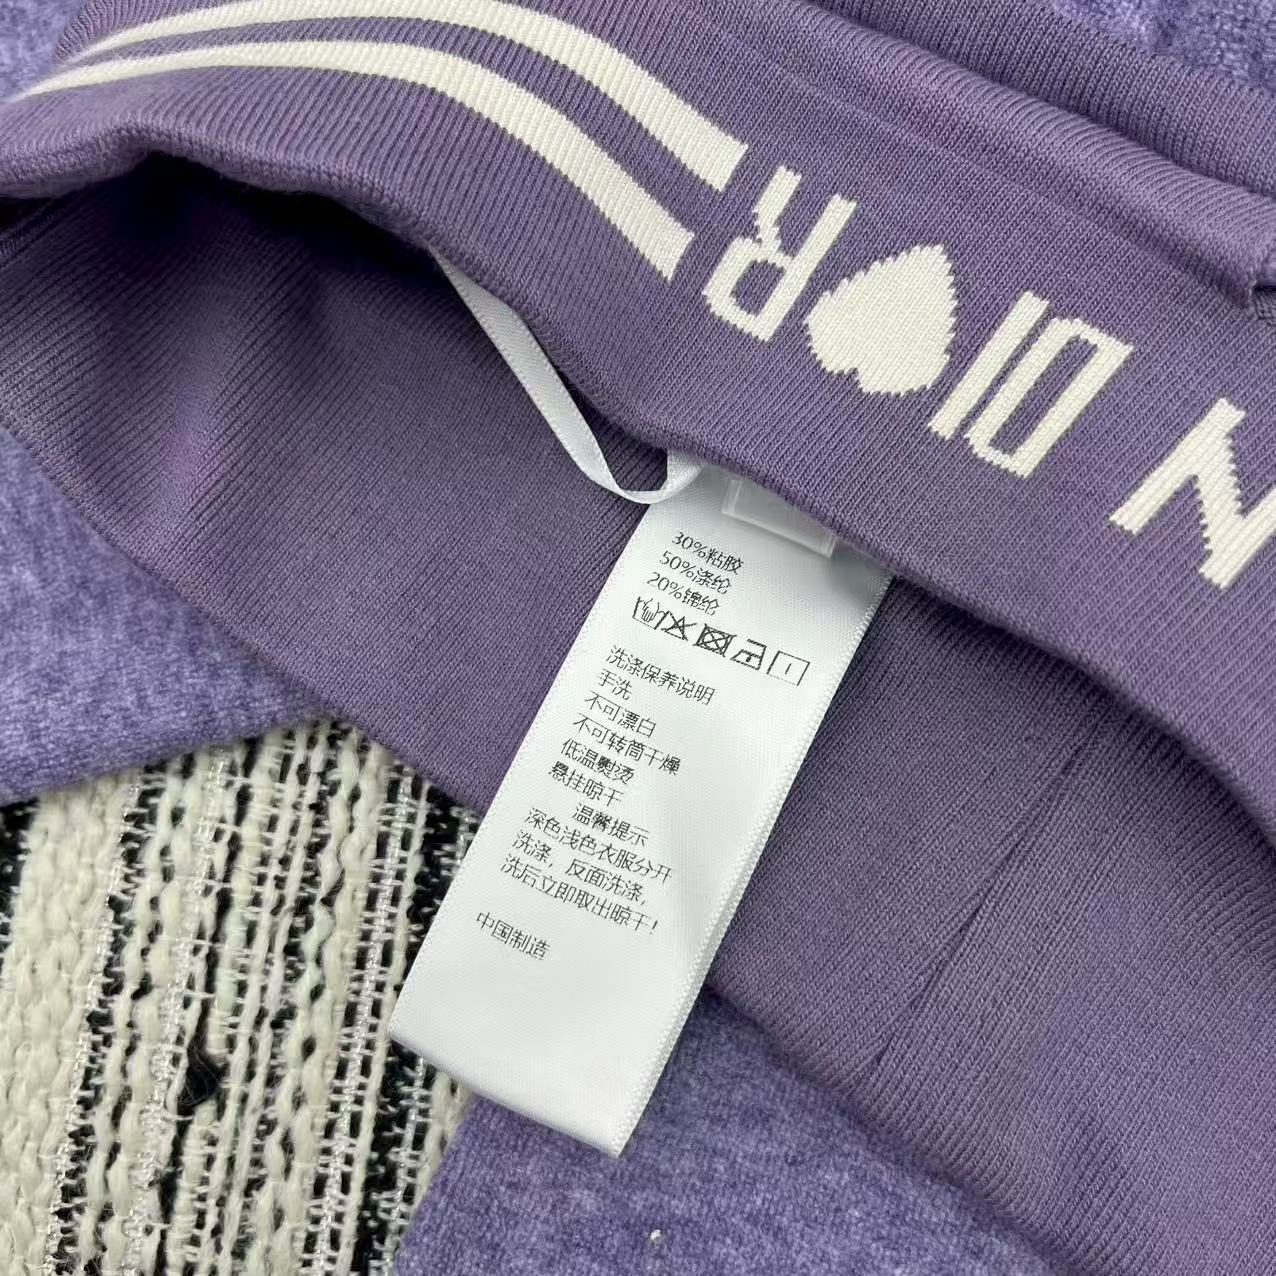 DI♥R
N
30%粘胶
50%涤纶
20%锦纶
洗涤保养说明
手洗
不可漂白
不可转筒干燥
低温熨烫
悬挂晾干
温馨提示
深色浅色衣服分开
洗涤，反面洗涤，
洗后立即取出晾干！
中国制造